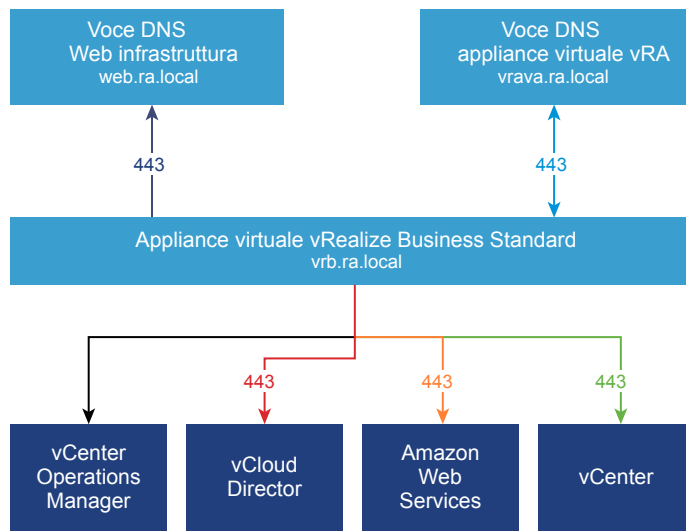 Voce DNS
Web infrastruttura
web.ra.local
Voce DNS
appliance virtuale vRA
vrava.ra.local
443
443
Appliance virtuale vRealize Business Standard
vrb.ra.local
443
443
443
vCenter
Operations
Manager
vCloud
Director
Amazon
Web
Services
vCenter